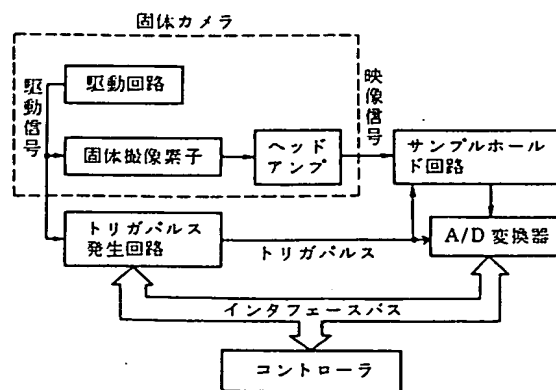 固体カメラ
駆動回路
駆動信号
映像信号
固体撮像素子
ヘッド
アンプ
サンプルホール
ド回路
トリガパルス
発生回路
トリガパルス
A/D変換器
インタフェースバス
コントローラ